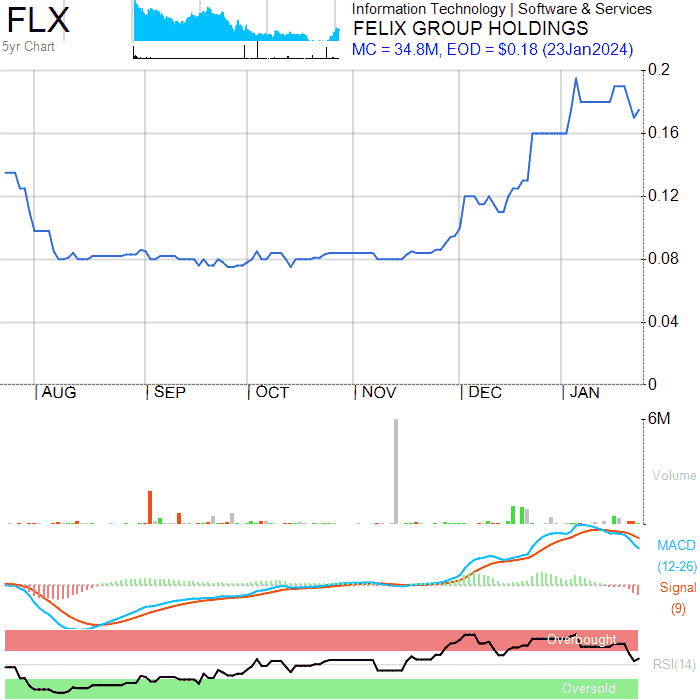 FLX
5yr Chart
Information Technology | Software & Services
FELIX GROUP HOLDINGS
MC = 34.8M, EOD = $0.18 (23Jan2024)
0.2
0.16
0.12
0.08
0.04
0
AUG SEP OCT NOV DEC JAN
6M
Volume
MACD
(12-26)
Signal
(9)
Overbought
RSI(14)
Oversold